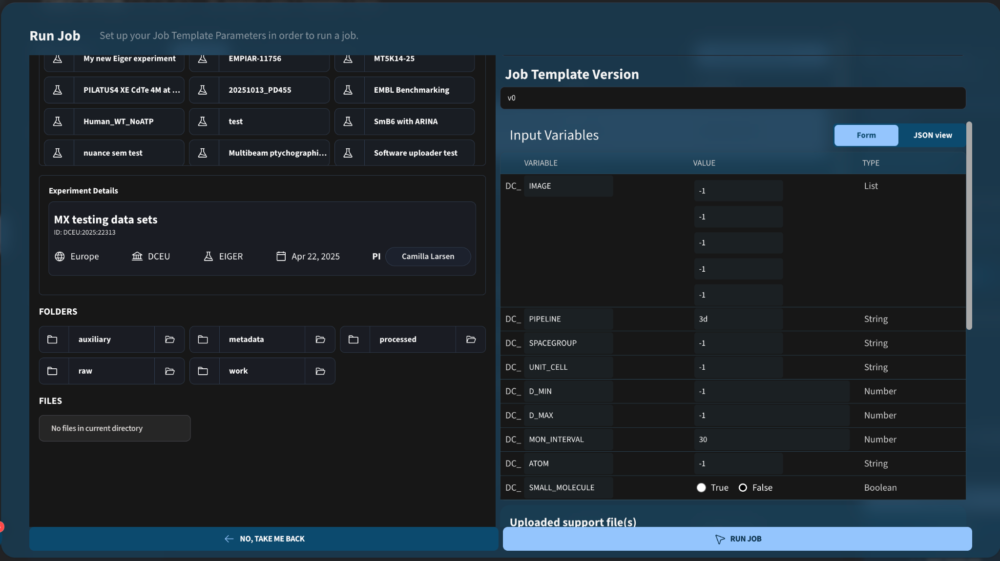 Run Job
Set up your Job Template Parameters in order to run a job.
My new Eiger experiment
EMPIAR-11756
MT5K14-25
PILATUS4 XE CdTe 4M at ...
20251013_PD455
EMBL Benchmarking
Human_WT_NoATP
test
SmB6 with ARINA
nuance sem test
Multibeam ptychographi...
Software uploader test
Experiment Details
MX testing data sets
ID: DCEU:2025:22313
Europe
DCEU
EIGER
Apr 22, 2025
PI
Camilla Larsen
FOLDERS
auxiliary
metadata
processed
raw
work
FILES
No files in current directory
NO, TAKE ME BACK
Job Template Version
v0
Input Variables
Form
JSON view
VARIABLE VALUE TYPE
DC_ IMAGE -1 List
-1
-1
-1
-1
DC_ PIPELINE 3d String
DC_ SPACEGROUP -1 String
DC_ UNIT_CELL -1 String
DC_ D_MIN -1 Number
DC_ D_MAX -1 Number
DC_ MON_INTERVAL 30 Number
DC_ ATOM -1 String
DC_ SMALL_MOLECULE True False Boolean
Uploaded support file(s)
RUN JOB